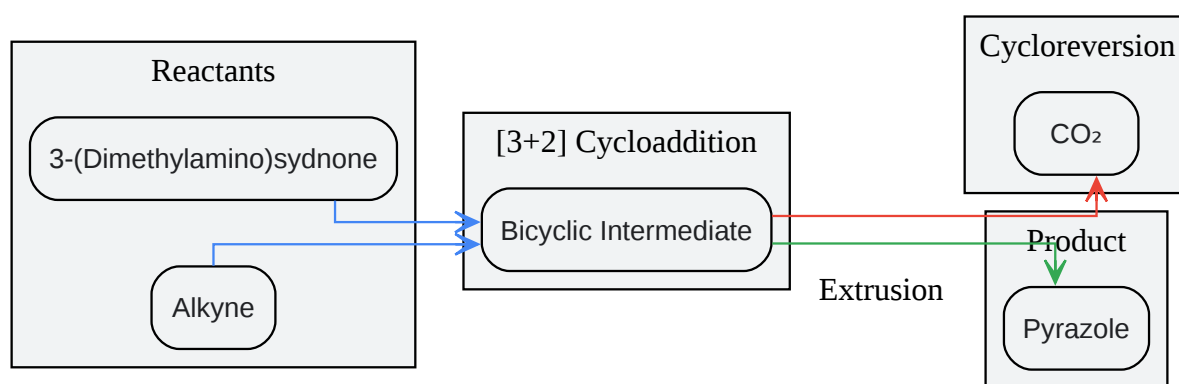 Reactants
3-(Dimethylamino)sydnone
Alkyne
[3+2] Cycloaddition
Bicyclic Intermediate
Extrusion
Cycloreversion
CO₂
Product
Pyrazole